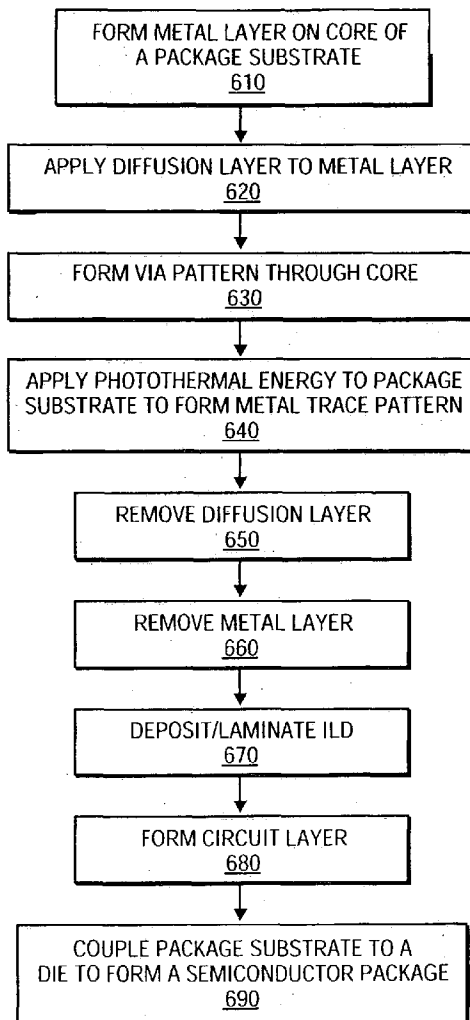 FORM METAL LAYER ON CORE OF
A PACKAGE SUBSTRATE
610
APPLY DIFFUSION LAYER TO METAL LAYER
620
FORM VIA PATTERN THROUGH CORE
630
APPLY PHOTOTHERMAL ENERGY TO PACKAGE
SUBSTRATE TO FORM METAL TRACE PATTERN
640
REMOVE DIFFUSION LAYER
650
REMOVE METAL LAYER
660
DEPOSIT/LAMINATE ILD
670
FORM CIRCUIT LAYER
680
COUPLE PACKAGE SUBSTRATE TO A
DIE TO FORM A SEMICONDUCTOR PACKAGE
690